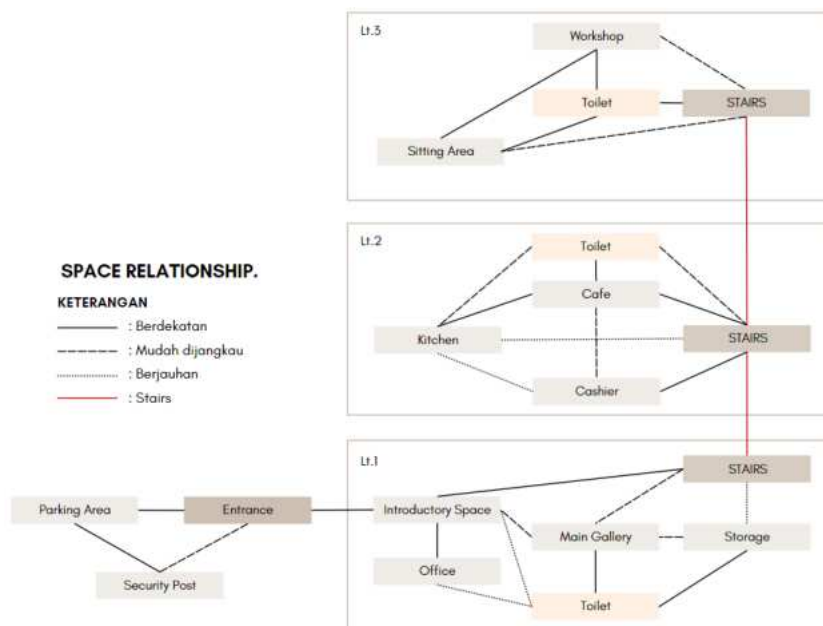 Lt.3
Workshop
Toilet
STAIRS
Sitting Area
Lt.2
Toilet
Cafe
Kitchen
STAIRS
Cashier
SPACE RELATIONSHIP.
KETERANGAN
: Berdekatan
: Mudah dijangkau
: Berjauhan
: Stairs
Lt.1
STAIRS
Parking Area
Entrance
Introductory Space
Main Gallery
Storage
Office
Security Post
Toilet